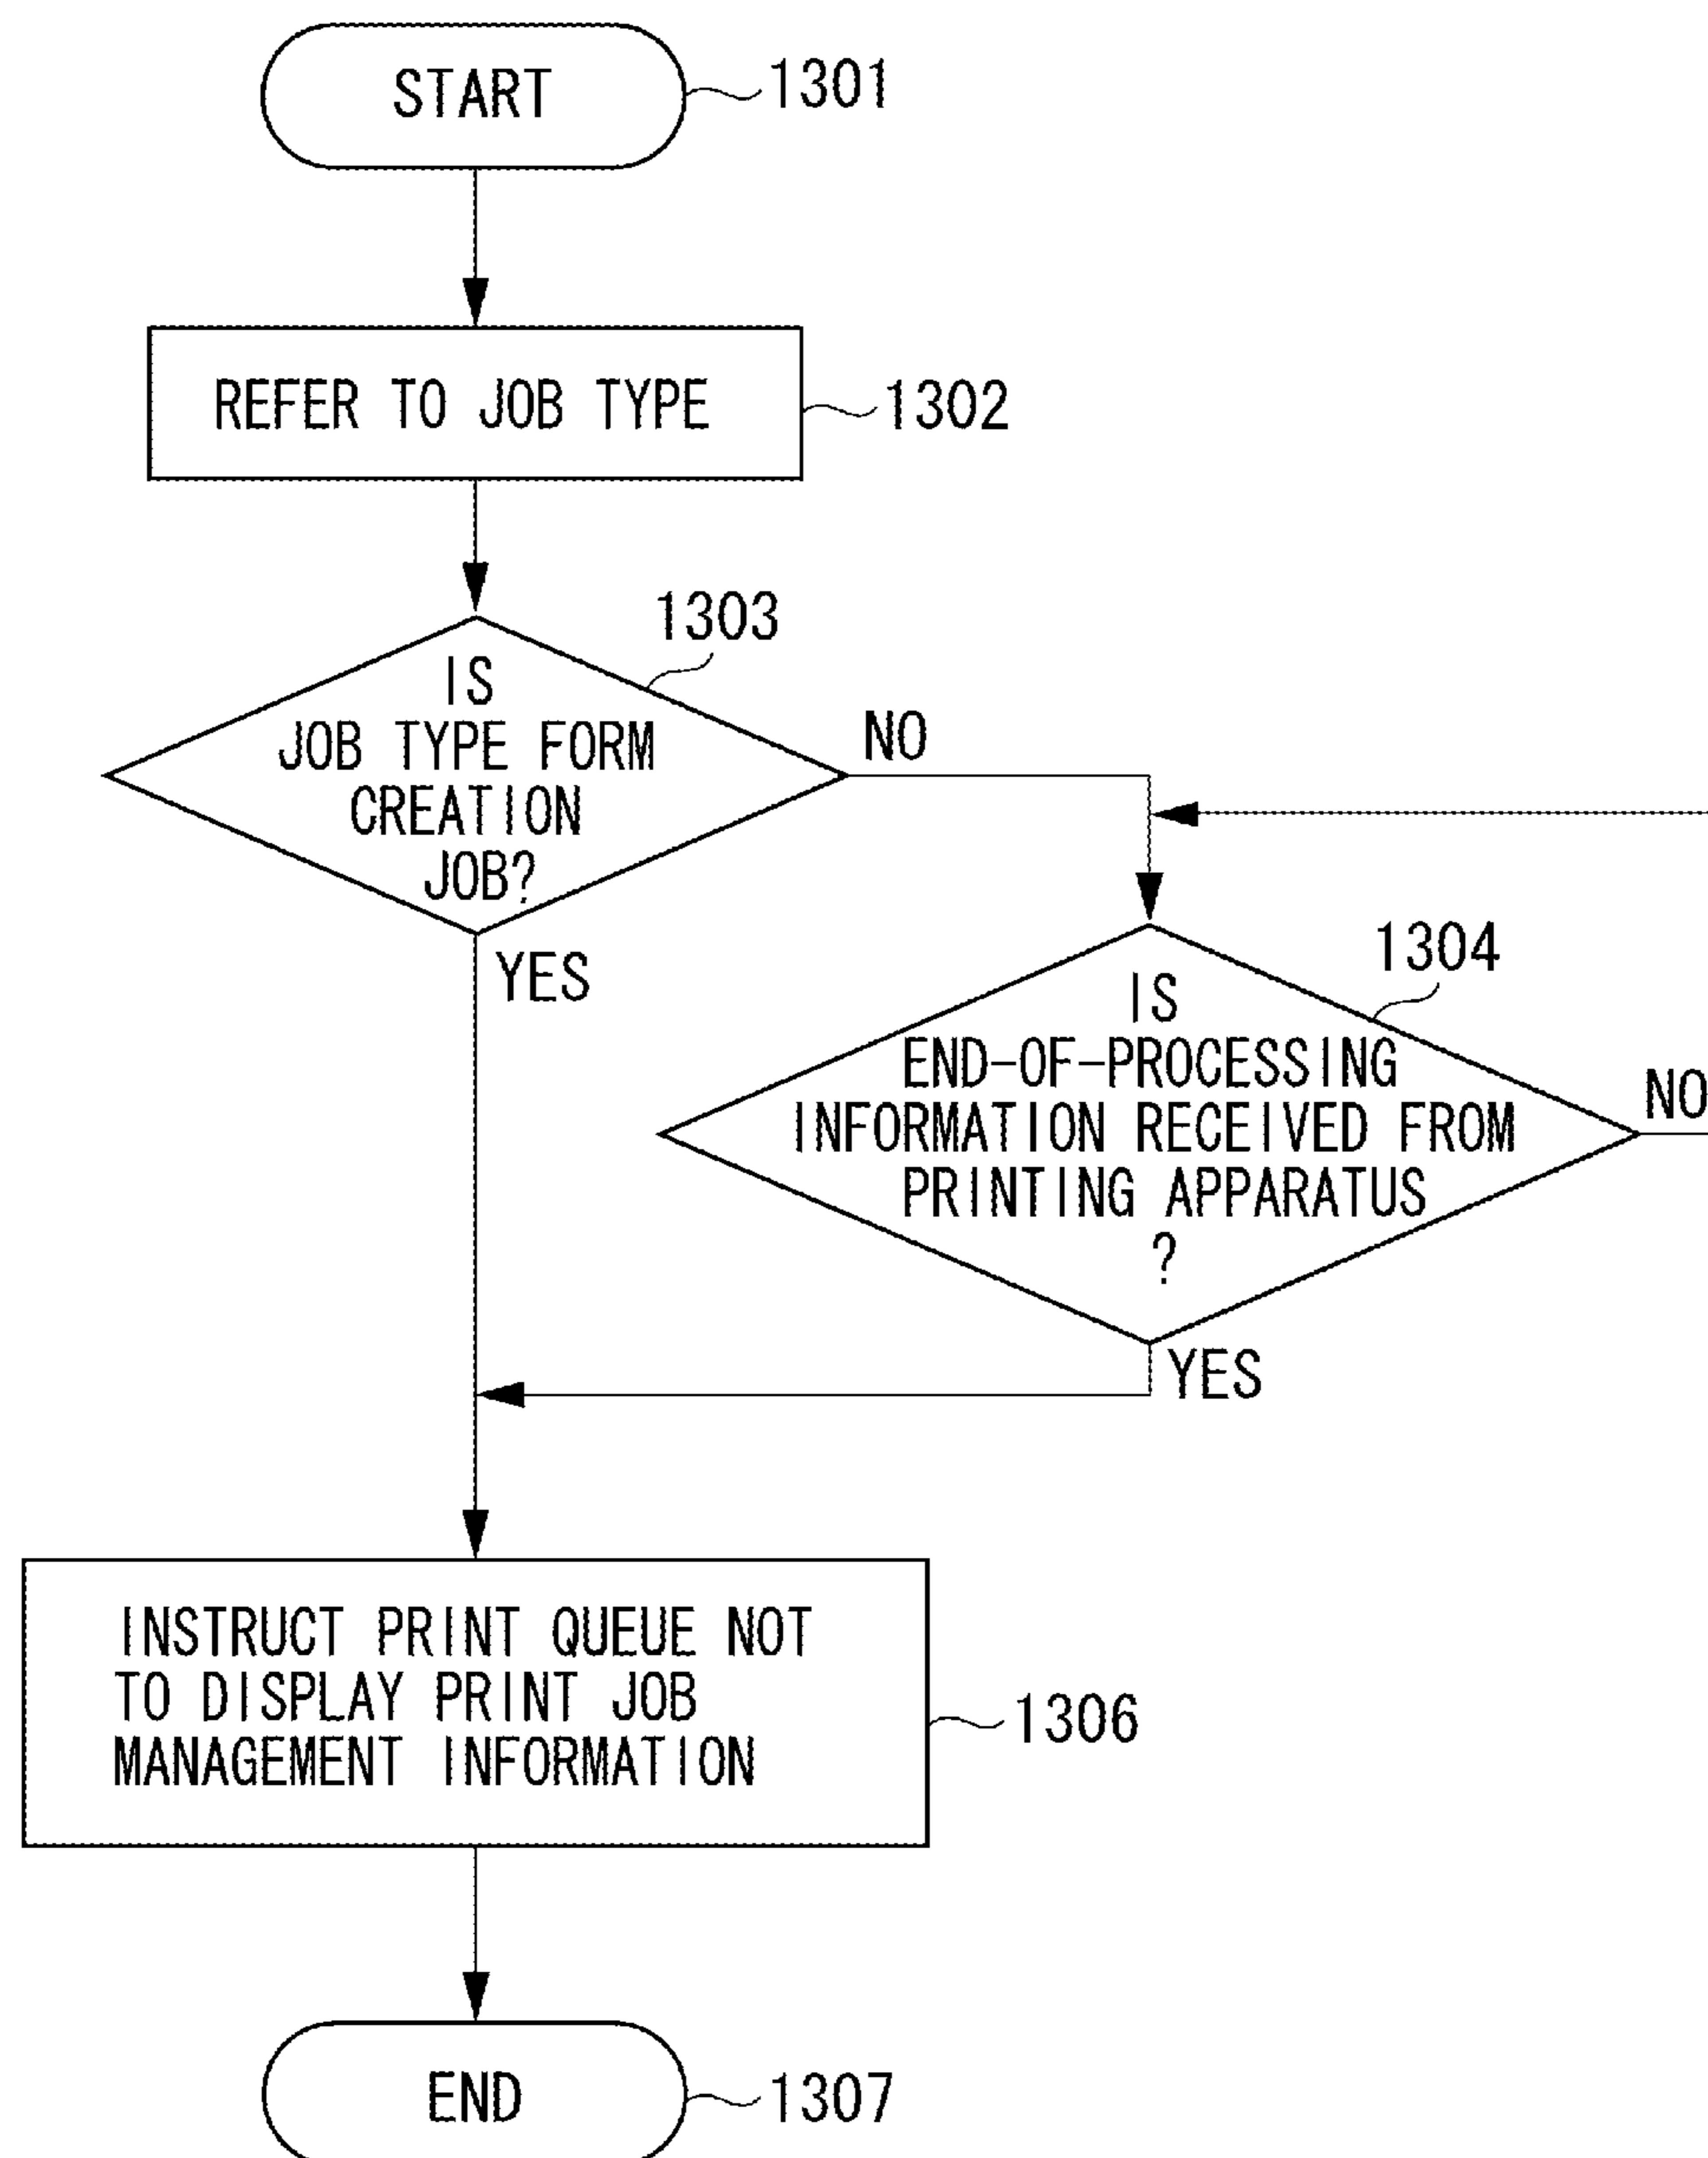 START
1301
REFER TO JOB TYPE
1302
1303
IS
JOB TYPE FORM
CREATION
JOB?
NO
YES
1304
IS
END-OF-PROCESSING
INFORMATION RECEIVED FROM
PRINTING APPARATUS
?
NO
YES
INSTRUCT PRINT QUEUE NOT
TO DISPLAY PRINT JOB
MANAGEMENT INFORMATION
1306
END
1307